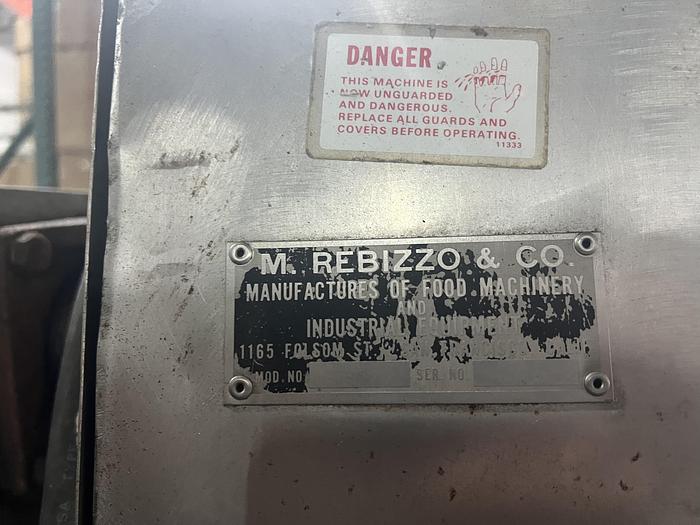 DANGER
THIS MACHINE IS
NOW UNGUARDED
AND DANGEROUS.
REPLACE ALL GUARDS AND
COVERS BEFORE OPERATING.
11333
M. REBIZZO & CO.
MANUFACTURES OF FOOD MACHINERY
AND
INDUSTRIAL EQUIPMENT
1165 FOLSOM ST.
MOD. NO. SER. NO.